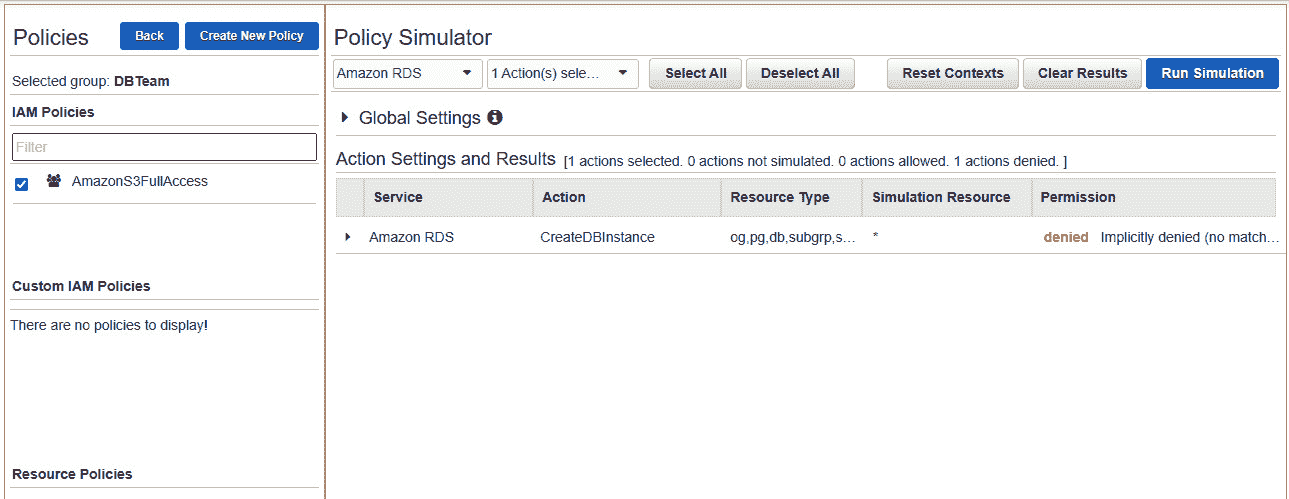 Policies Back Create New Policy
Selected group: DBTeam
IAM Policies
Filter
AmazonS3FullAccess
Custom IAM Policies
There are no policies to display!
Resource Policies
Policy Simulator
Amazon RDS 1 Action(s) sele... Select All Deselect All Reset Contexts Clear Results Run Simulation
Global Settings
Action Settings and Results [1 actions selected. 0 actions not simulated. 0 actions allowed. 1 actions denied. ]
Service Action Resource Type Simulation Resource Permission
Amazon RDS CreateDBInstance og,pg,db,subgrp,s... * denied Implicitly denied (no match...